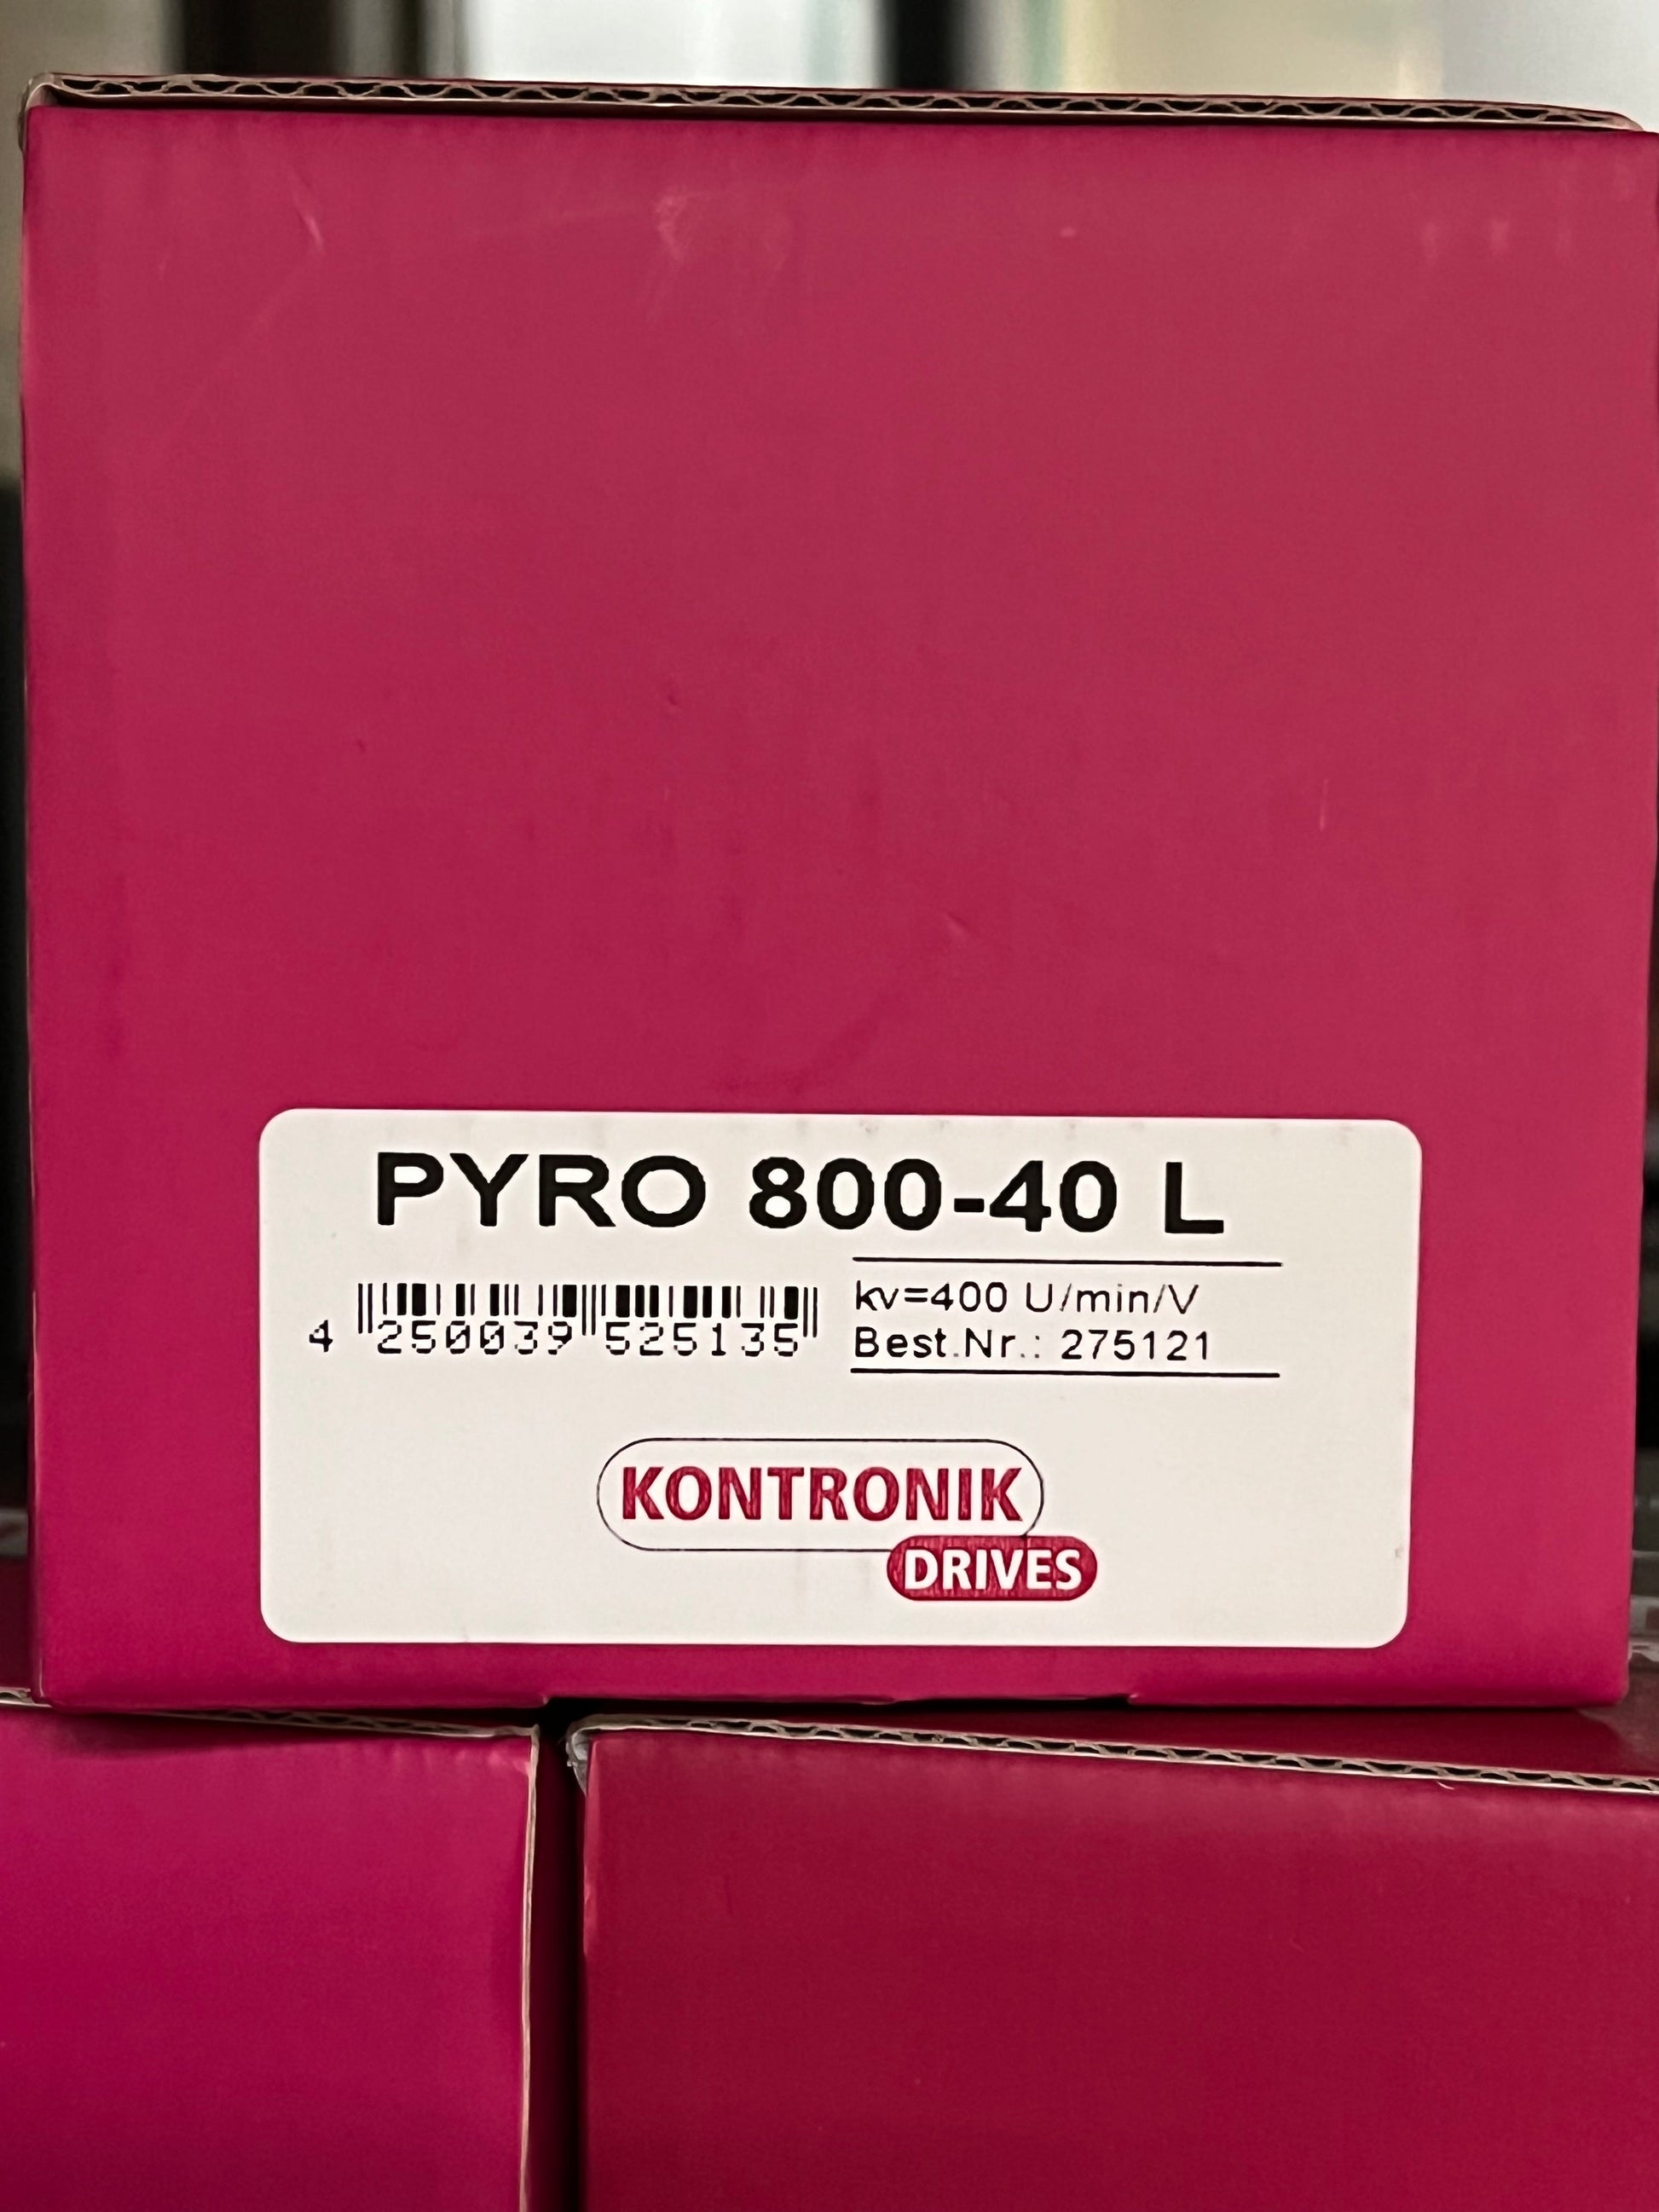 PYRO 800-40 L
kv=400 U/min/V
4 250039 525135
Best.Nr.: 275121
KONTRONIK
DRIVES